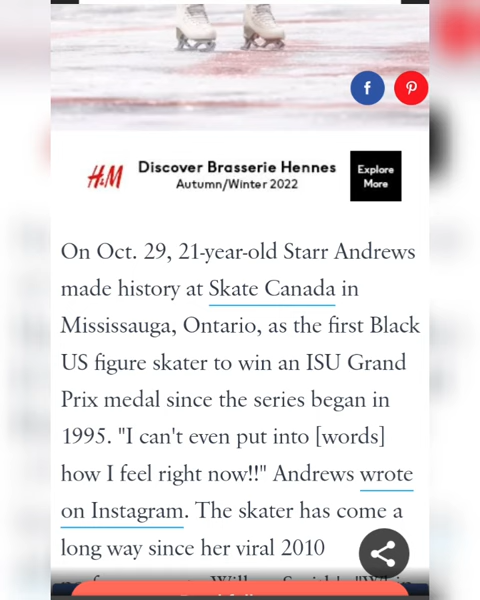 H&M
Discover Brasserie Hennes
Autumn/Winter 2022
Explore
More
On Oct. 29, 21-year-old Starr Andrews
made history at Skate Canada in
Mississauga, Ontario, as the first Black
US figure skater to win an ISU Grand
Prix medal since the series began in
1995. "I can't even put into [words]
how I feel right now!!" Andrews wrote
on Instagram. The skater has come a
long way since her viral 2010